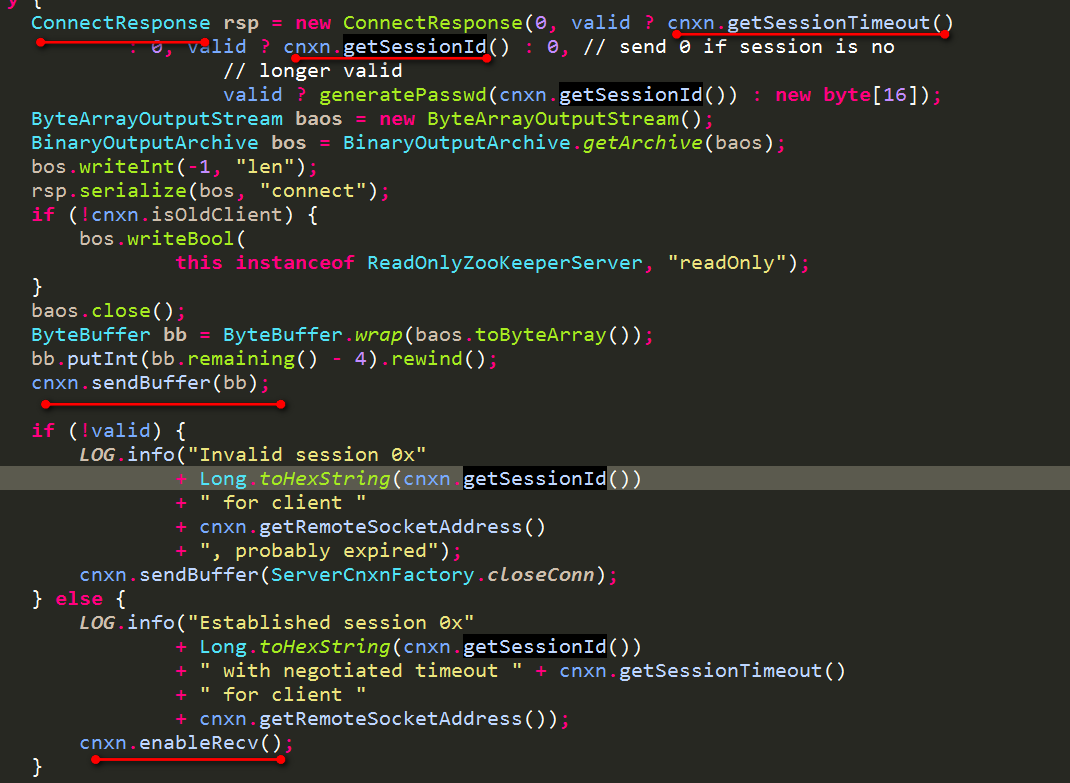 y {
ConnectResponse rsp = new ConnectResponse(0, valid ? cnxn.getSessionTimeout()
: 0, valid ? cnxn.getSessionId() : 0, // send 0 if session is no
// longer valid
valid ? generatePasswd(cnxn.getSessionId()) : new byte[16]);
ByteArrayOutputStream baos = new ByteArrayOutputStream();
BinaryOutputArchive bos = BinaryOutputArchive.getArchive(baos);
bos.writeInt(-1, "len");
rsp.serialize(bos, "connect");
if (!cnxn.isOldClient) {
bos.writeBool(
this instanceof ReadOnlyZooKeeperServer, "readOnly");
}
baos.close();
ByteBuffer bb = ByteBuffer.wrap(baos.toByteArray());
bb.putInt(bb.remaining() - 4).rewind();
cnxn.sendBuffer(bb);
if (!valid) {
LOG.info("Invalid session 0x"
+ Long.toHexString(cnxn.getSessionId())
+ " for client "
+ cnxn.getRemoteSocketAddress()
+ ", probably expired");
cnxn.sendBuffer(ServerCnxnFactory.closeConn);
} else {
LOG.info("Established session 0x"
+ Long.toHexString(cnxn.getSessionId())
+ " with negotiated timeout " + cnxn.getSessionTimeout()
+ " for client "
+ cnxn.getRemoteSocketAddress());
cnxn.enableRecv();
}